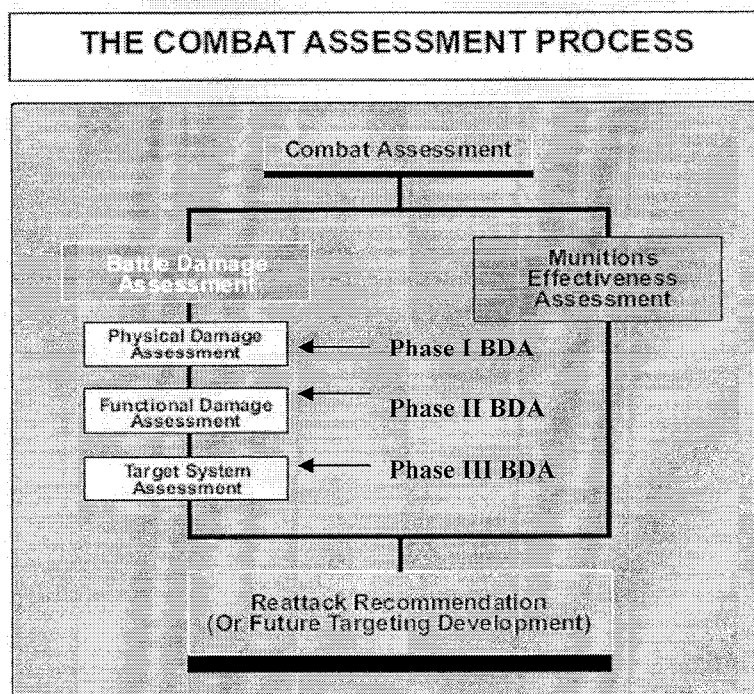 THE COMBAT ASSESSMENT PROCESS
Combat Assessment
Battle Damage
Assessment
Munitions
Effectiveness
Assessment
Physical Damage
Assessment
Phase I BDA
Functional Damage
Assessment
Phase II BDA
Target System
Assessment
Phase III BDA
Reattack Recommendation
(Or Future Targeting Development)